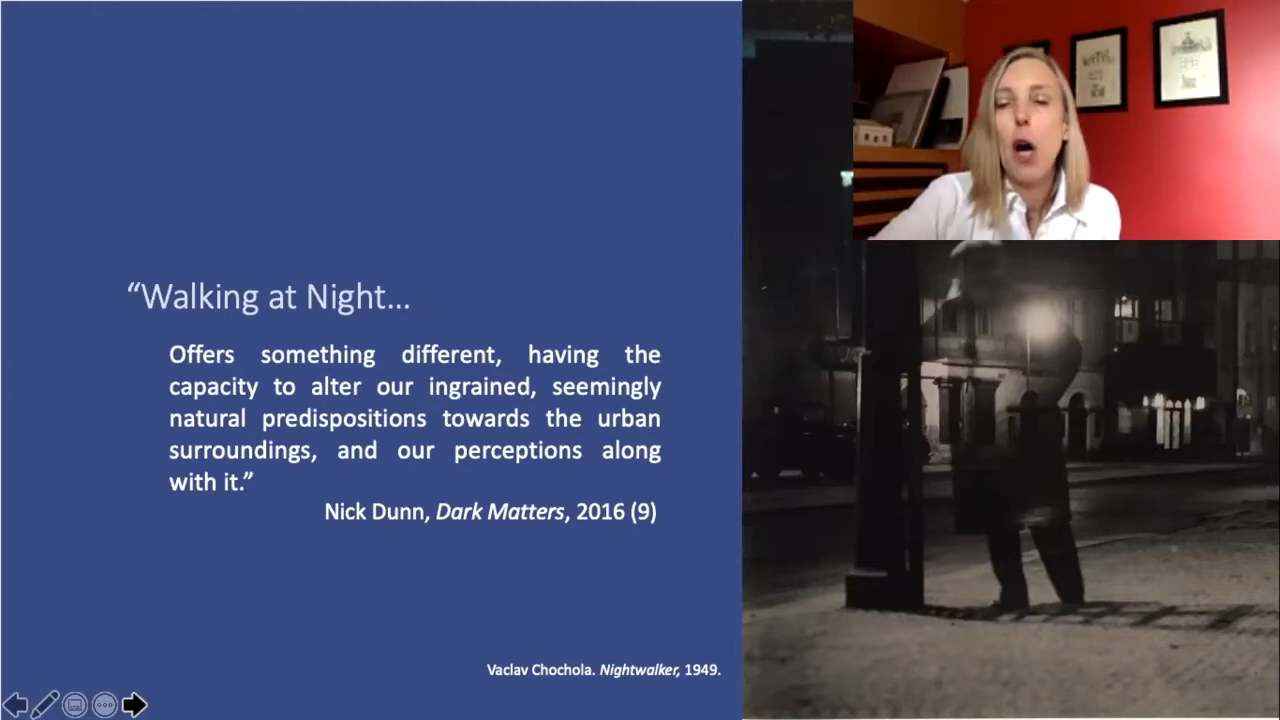 “Walking at Night...
Offers something different, having the
capacity to alter our ingrained, seemingly
natural predispositions towards the urban
surroundings, and our perceptions along
with it.”
Nick Dunn, Dark Matters, 2016 (9)
Vaclav Chochola. Nightwalker, 1949.